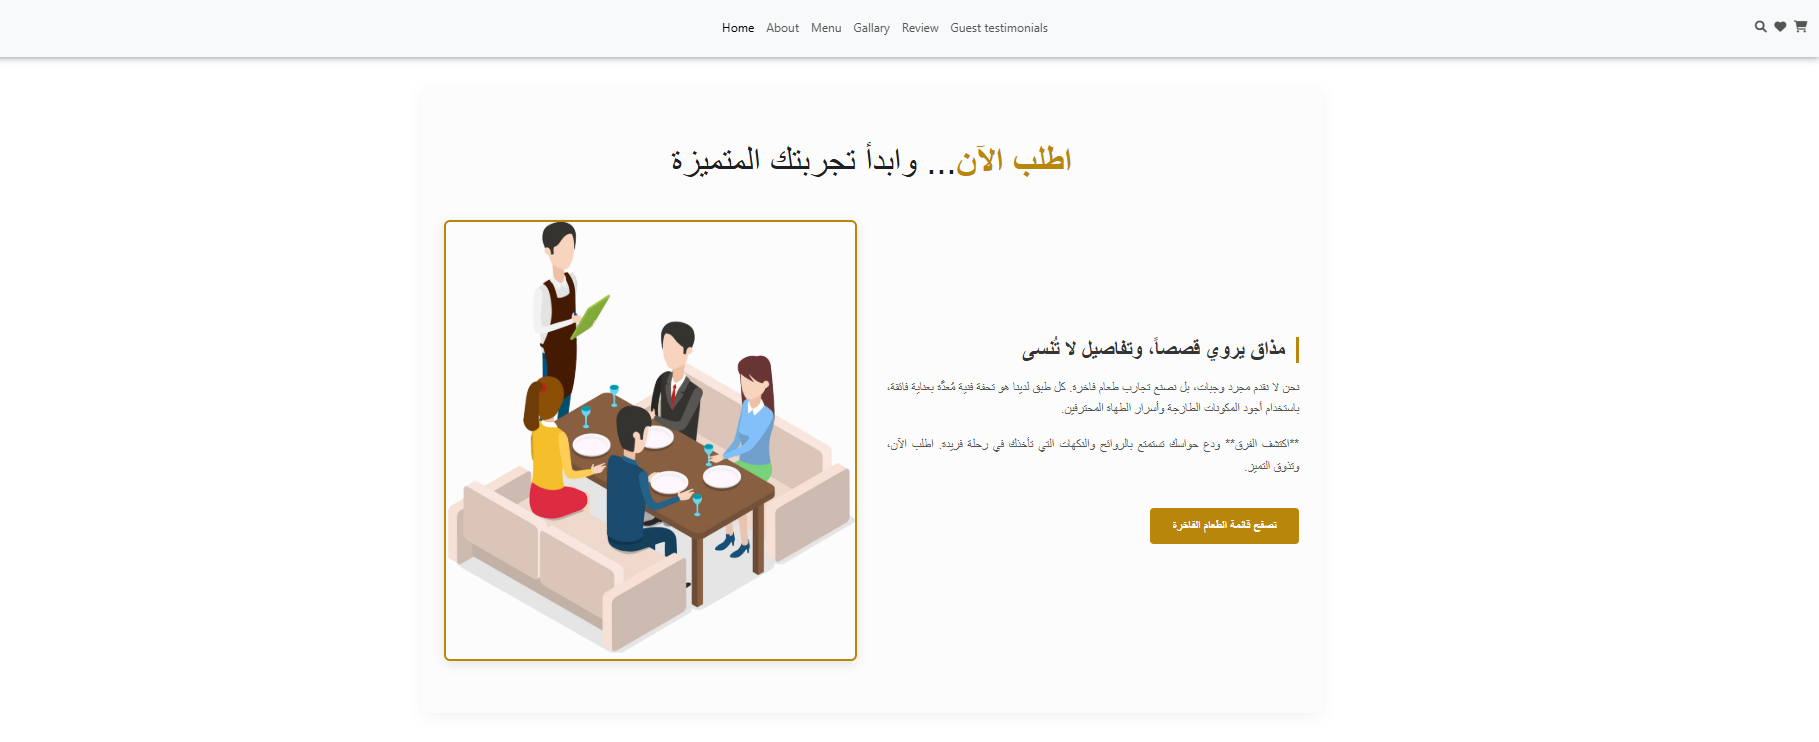 Home About Menu Gallary Review Guest testimonials
اطلب الآن... وابدأ تجربتك المتميزة
مذاق يروي قصصاً، وتفاصيل لا تُنسى
نحن لا نقدم مجرد وجبات، بل نصنع تجارب طعام فاخرة. كل طبق لدينا هو تحفة فنية مُعدَّة بعناية فائقة،
باستخدام أجود المكونات الطازجة وأسرار الطهاة المحترفين.
**اكتشف الفرق** ودع حواسك تستمتع بالروائح والنكهات التي تأخذك في رحلة فريدة. اطلب الآن،
وتذوق التميز.
تصفح قائمة الطعام الفاخرة